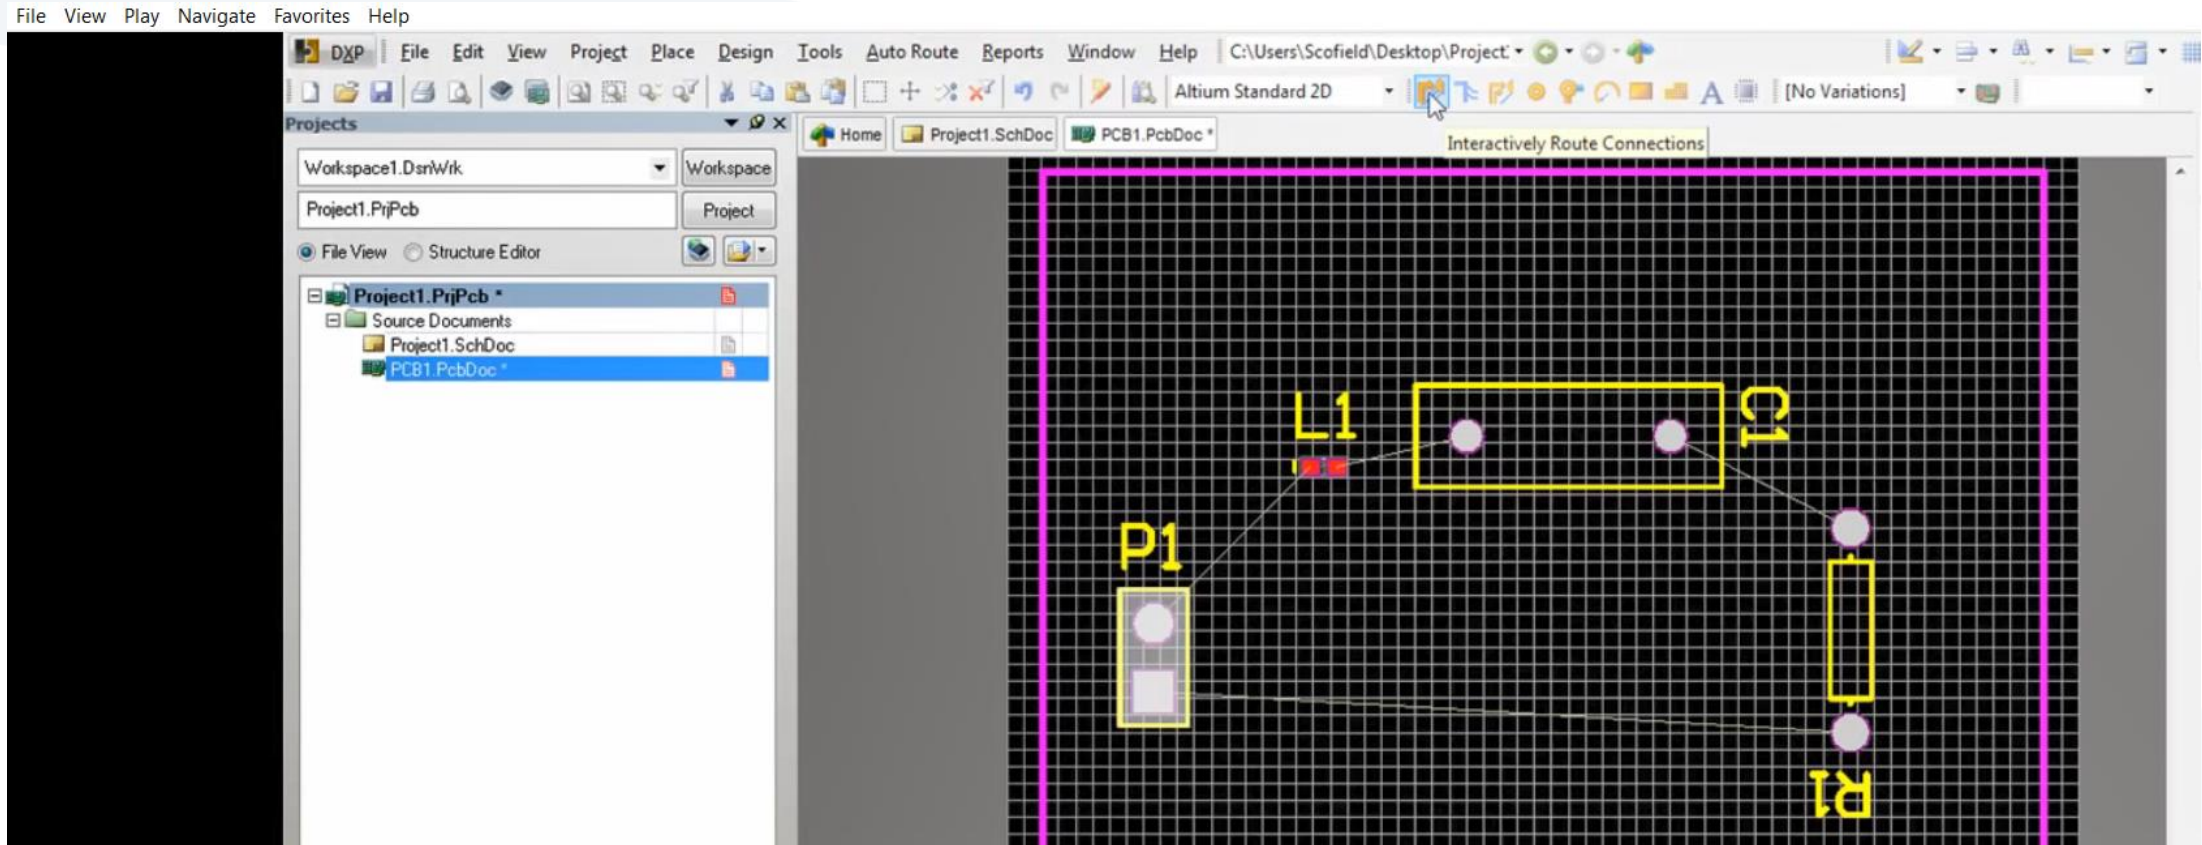 File View Play Navigate Favorites Help
DXP File Edit View Project Place Design Tools Auto Route Reports Window Help C:\Users\Scofield\Desktop\Project
Altium Standard 2D [No Variations]
Projects
Home Project1.SchDoc PCB1.PcbDoc *
Interactively Route Connections
Workspace1.DsnWrk Workspace
Project1.PrjPcb Project
File View Structure Editor
Project1.PrjPcb *
Source Documents
Project1.SchDoc
PCB1.PcbDoc *
L1
C1
P1
R1